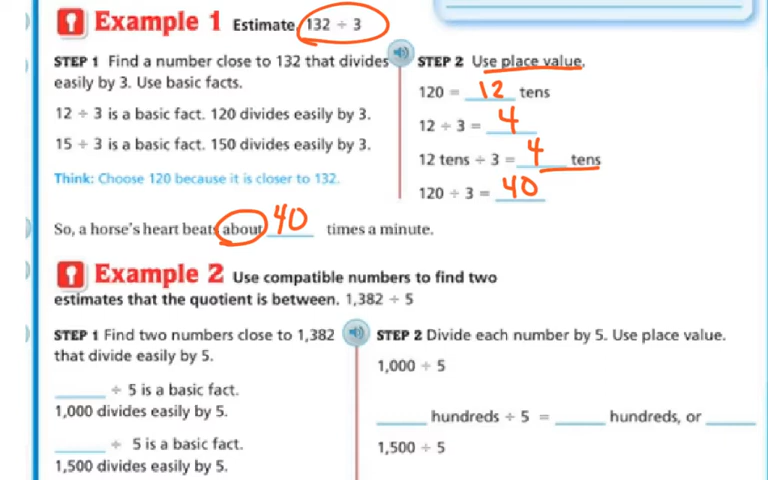 Example 1 Estimate. 132 ÷ 3
STEP 1 Find a number close to 132 that divides
easily by 3. Use basic facts.
12 ÷ 3 is a basic fact. 120 divides easily by 3.
15 ÷ 3 is a basic fact. 150 divides easily by 3.
Think: Choose 120 because it is closer to 132.
STEP 2 Use place value.
120 = 12 tens
12 ÷ 3 = 4
12 tens ÷ 3 = 4 tens
120 ÷ 3 = 40
So, a horse's heart beats about 40 times a minute.
Example 2 Use compatible numbers to find two
estimates that the quotient is between. 1,382 ÷ 5
STEP 1 Find two numbers close to 1,382
that divide easily by 5.
____ ÷ 5 is a basic fact.
1,000 divides easily by 5.
____ ÷ 5 is a basic fact.
1,500 divides easily by 5.
STEP 2 Divide each number by 5. Use place value.
1,000 ÷ 5
____ hundreds ÷ 5 = ____ hundreds, or ____
1,500 ÷ 5